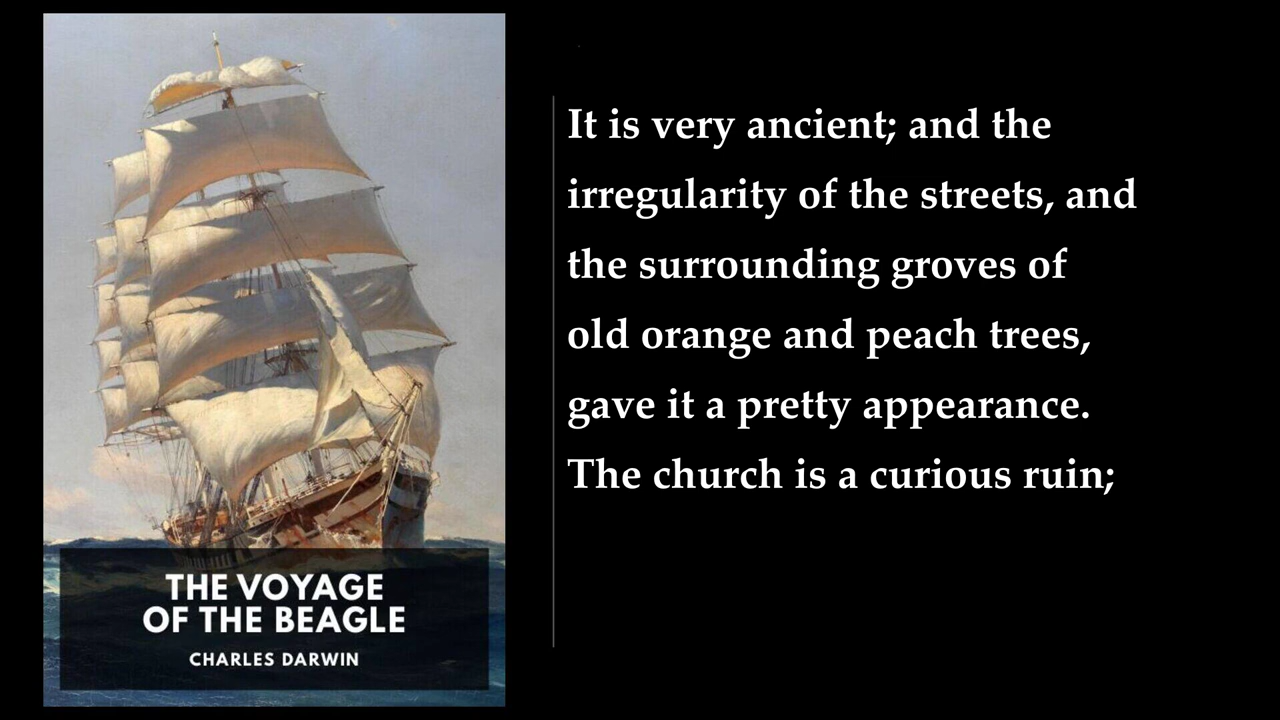 It is very ancient; and the
irregularity of the streets, and
the surrounding groves of
old orange and peach trees,
gave it a pretty appearance.
The church is a curious ruin;
THE VOYAGE
OF THE BEAGLE
CHARLES DARWIN